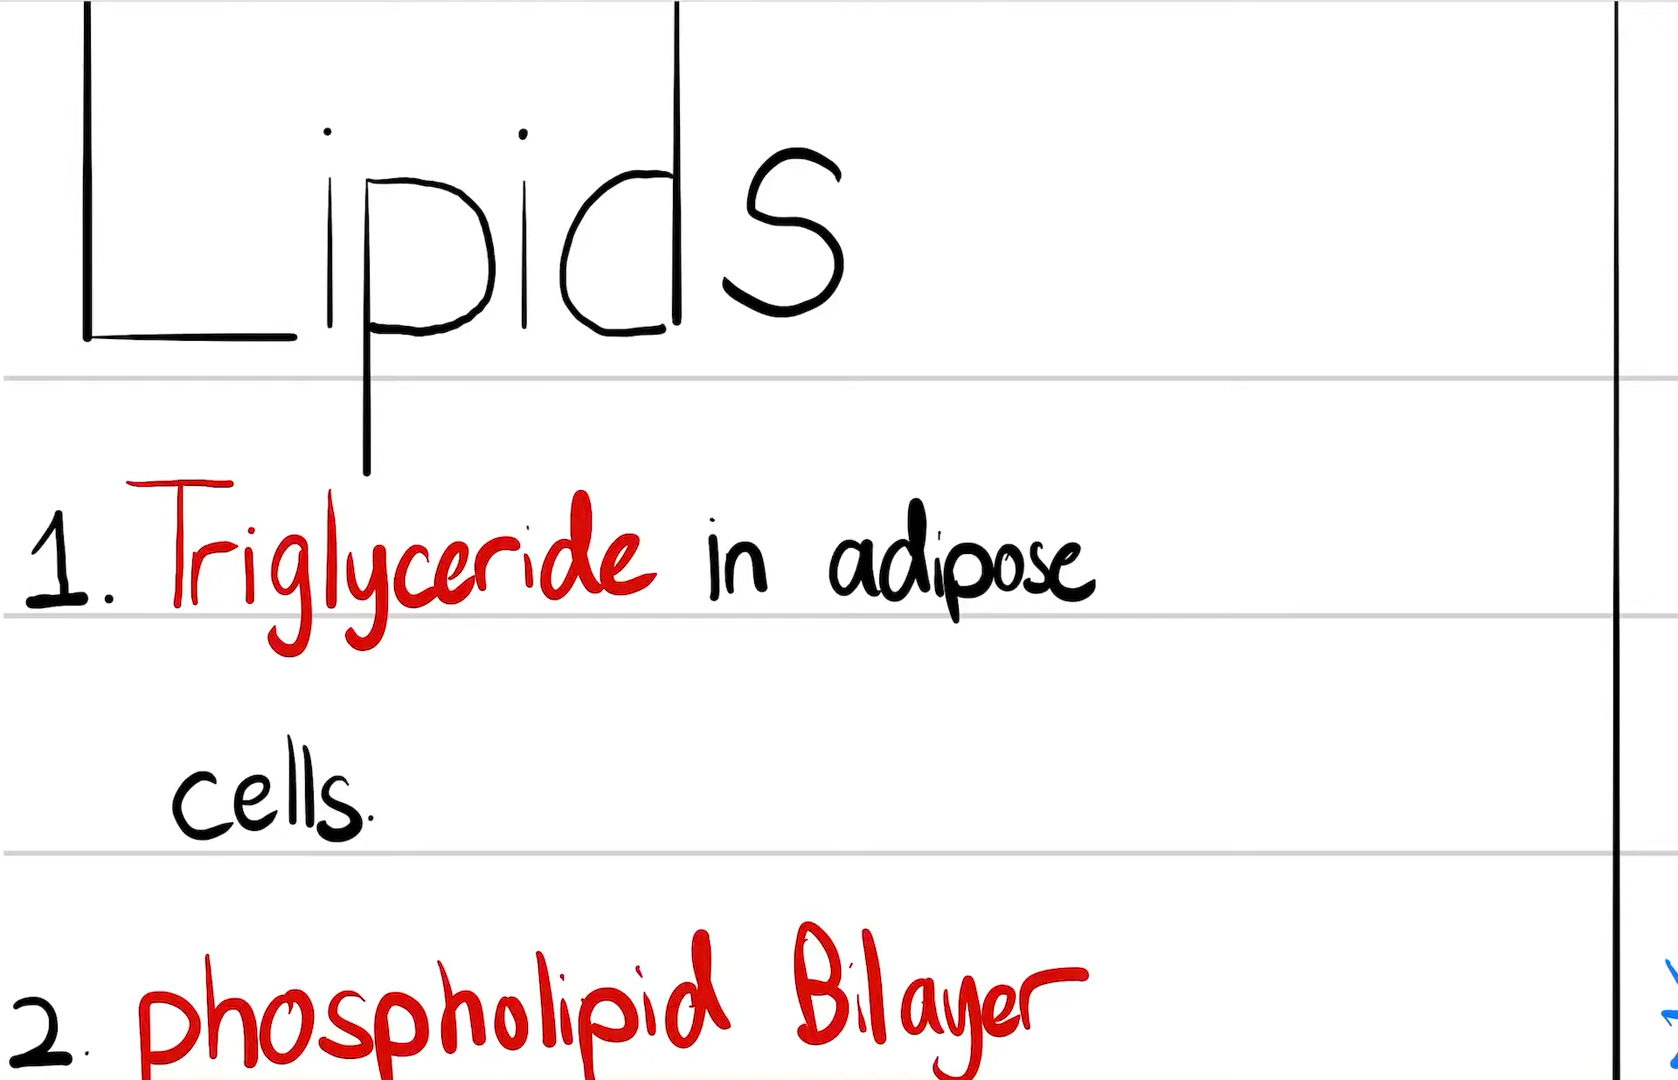 Lipids
1. Triglyceride in adipose
cells.
2. phospholipid Bilayer